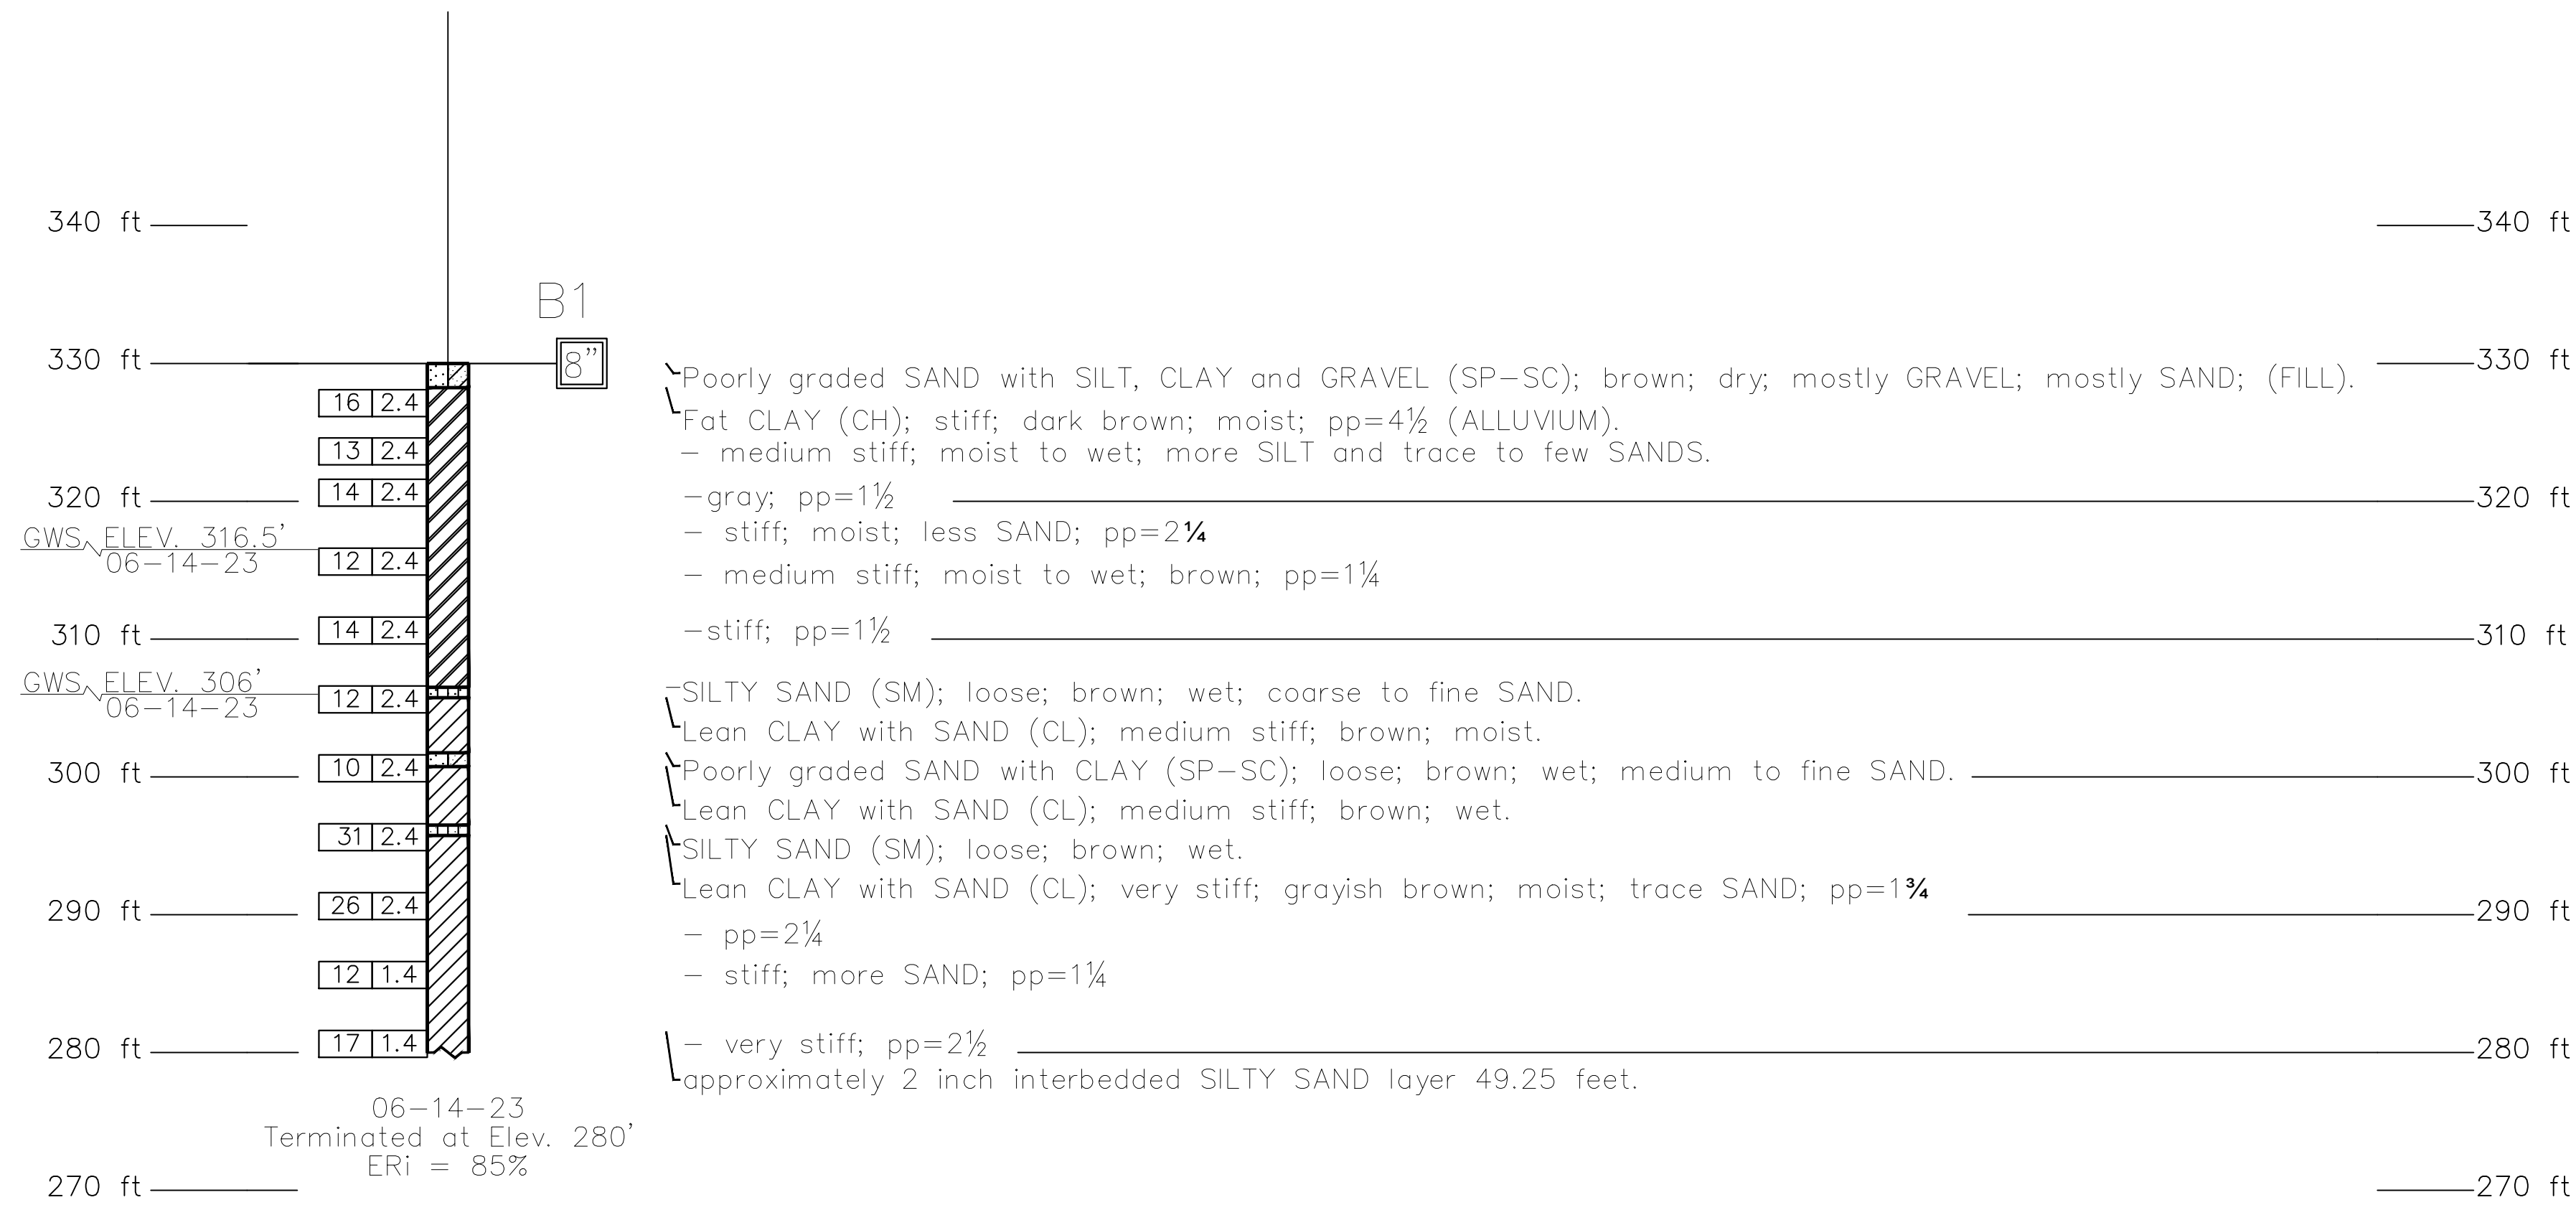 340 ft 340 ft
B1
330 ft 8" 330 ft
Poorly graded SAND with SILT, CLAY and GRAVEL (SP-SC); brown; dry; mostly GRAVEL; mostly SAND; (FILL).
16 2.4
Fat CLAY (CH); stiff; dark brown; moist; pp=4½ (ALLUVIUM).
13 2.4 - medium stiff; moist to wet; more SILT and trace to few SANDS.
320 ft 14 2.4 -gray; pp=1½ 320 ft
GWS ELEV. 316.5' - stiff; moist; less SAND; pp=2¼
06-14-23 12 2.4
- medium stiff; moist to wet; brown; pp=1¼
310 ft 14 2.4 -stiff; pp=1½ 310 ft
GWS ELEV. 306' -SILTY SAND (SM); loose; brown; wet; coarse to fine SAND.
06-14-23 12 2.4
Lean CLAY with SAND (CL); medium stiff; brown; moist.
300 ft 10 2.4 Poorly graded SAND with CLAY (SP-SC); loose; brown; wet; medium to fine SAND. 300 ft
Lean CLAY with SAND (CL); medium stiff; brown; wet.
31 2.4 SILTY SAND (SM); loose; brown; wet.
Lean CLAY with SAND (CL); very stiff; grayish brown; moist; trace SAND; pp=1¾
290 ft 26 2.4 290 ft
- pp=2¼
12 1.4 - stiff; more SAND; pp=1¼
280 ft 17 1.4 - very stiff; pp=2½ 280 ft
approximately 2 inch interbedded SILTY SAND layer 49.25 feet.
06-14-23
Terminated at Elev. 280'
ERi = 85%
270 ft 270 ft